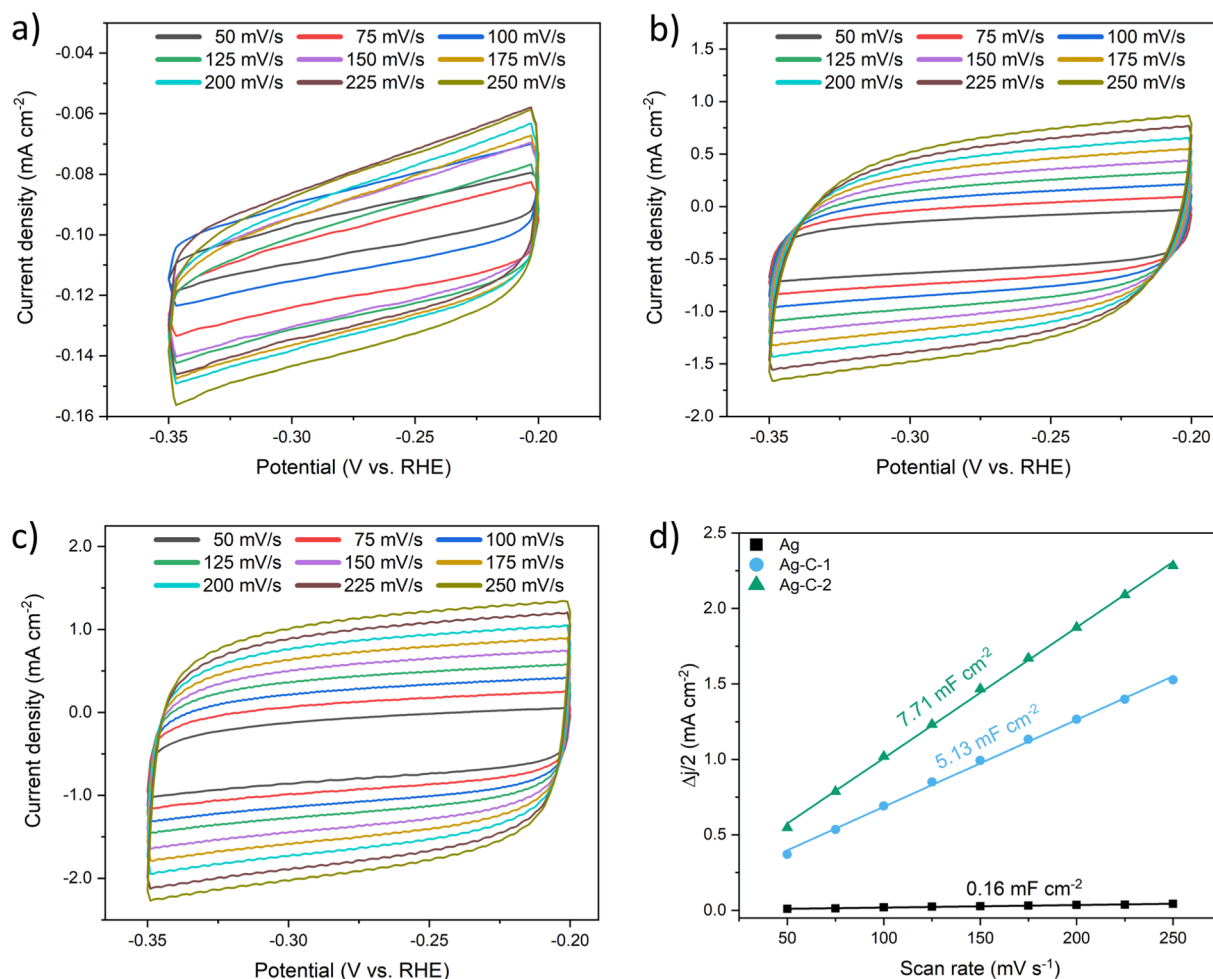 a)
50 mV/s 75 mV/s 100 mV/s
125 mV/s 150 mV/s 175 mV/s
200 mV/s 225 mV/s 250 mV/s
-0.04
-0.06
-0.08
-0.10
-0.12
-0.14
-0.16
Current density (mA cm-2)
-0.35 -0.30 -0.25 -0.20
Potential (V vs. RHE)
b)
50 mV/s 75 mV/s 100 mV/s
125 mV/s 150 mV/s 175 mV/s
200 mV/s 225 mV/s 250 mV/s
1.5
1.0
0.5
0.0
-0.5
-1.0
-1.5
-2.0
Current density (mA cm-2)
-0.35 -0.30 -0.25 -0.20
Potential (V vs. RHE)
c)
50 mV/s 75 mV/s 100 mV/s
125 mV/s 150 mV/s 175 mV/s
200 mV/s 225 mV/s 250 mV/s
2.0
1.0
0.0
-1.0
-2.0
Current density (mA cm-2)
-0.35 -0.30 -0.25 -0.20
Potential (V vs. RHE)
d)
Ag
Ag-C-1
Ag-C-2
2.5
2.0
1.5
1.0
0.5
0.0
Δj/2 (mA cm-2)
7.71 mF cm-2
5.13 mF cm-2
0.16 mF cm-2
50 100 150 200 250
Scan rate (mV s-1)